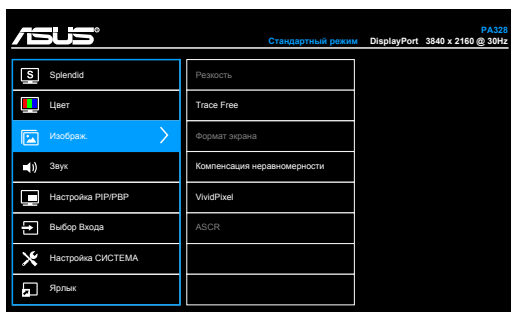 ASUS
PA328
Стандартный режим DisplayPort 3840 x 2160 @ 30Hz
S Splendid
Резкость
Цвет
Trace Free
Изображ.
Формат экрана
Звук
Компенсация неравномерности
Настройка PIP/PBP
VividPixel
Выбор Входа
ASCR
Настройка СИСТЕМА
Ярлык